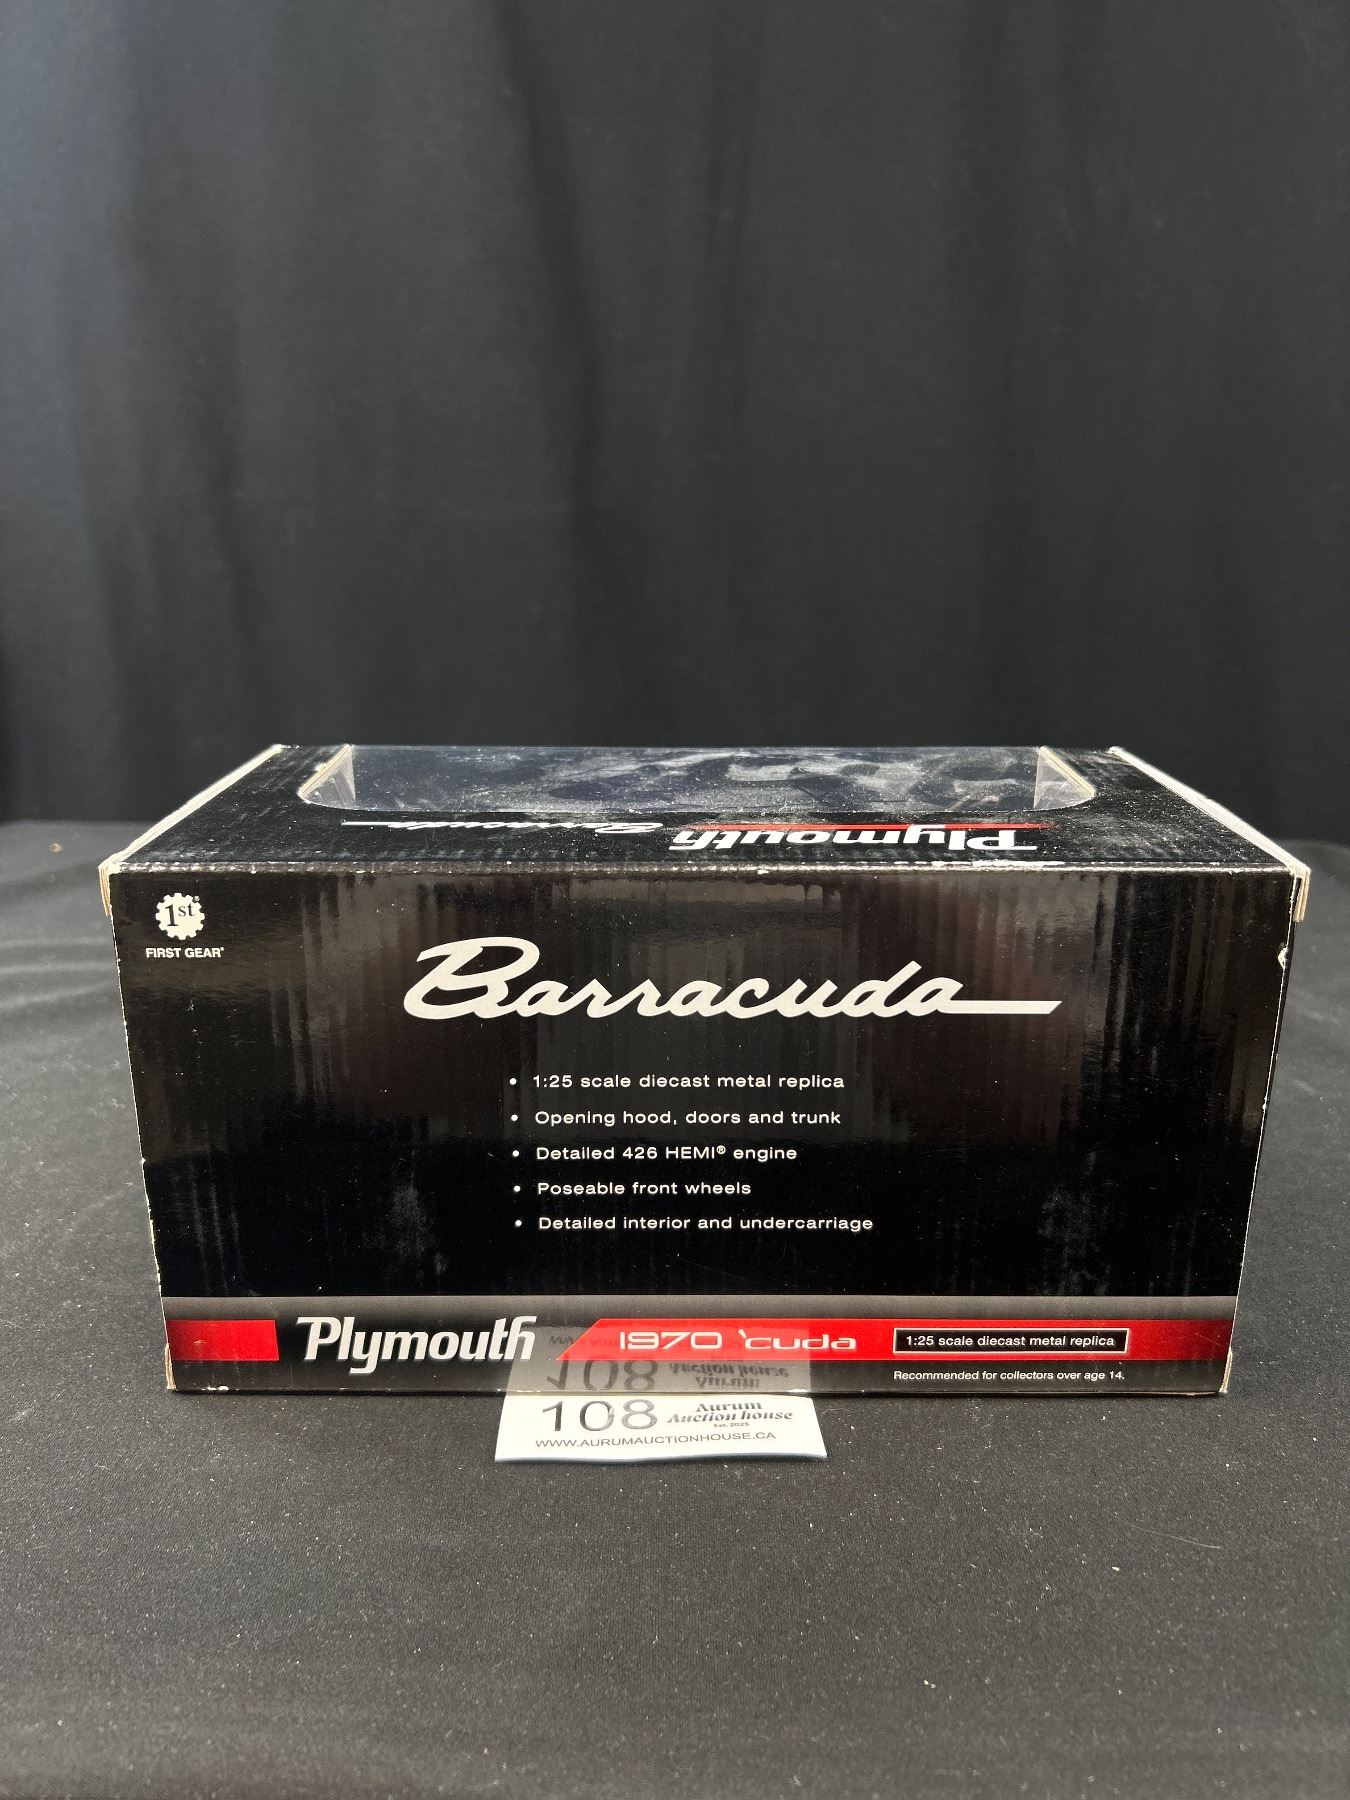 Barracuda Plymouth
1st
FIRST GEAR®
Barracuda
• 1:25 scale diecast metal replica
• Opening hood, doors and trunk
• Detailed 426 HEMI® engine
• Poseable front wheels
• Detailed interior and undercarriage
Plymouth 1970 'cuda 1:25 scale diecast metal replica
Recommended for collectors over age 14.
108 Aurum
Auction house
Est. 2025
WWW.AURUMAUCTIONHOUSE.CA